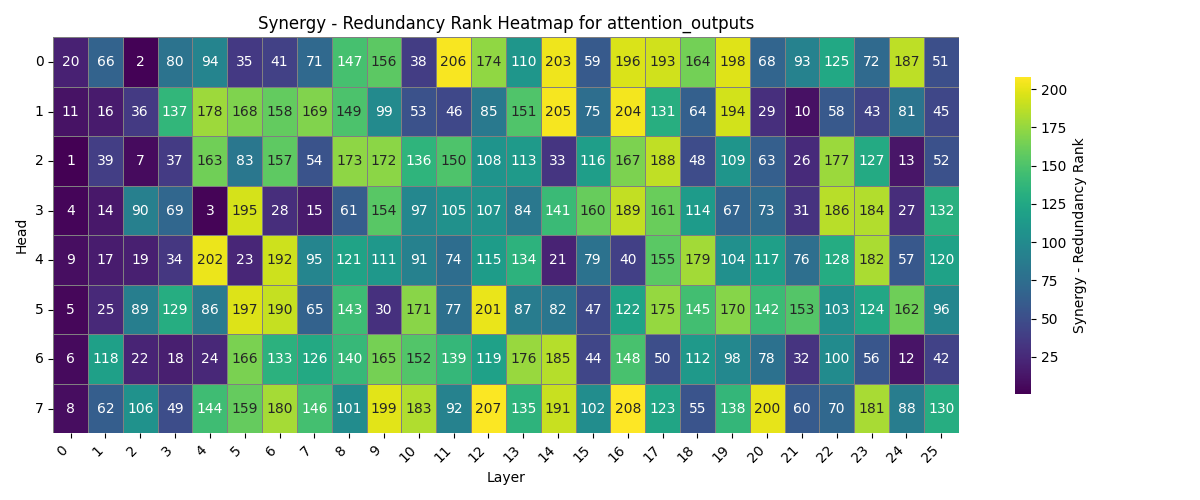 Synergy - Redundancy Rank Heatmap for attention_outputs
0 20 66 2 80 94 35 41 71 147 156 38 206 174 110 203 59 196 193 164 198 68 93 125 72 187 51
1 11 16 36 137 178 168 158 169 149 99 53 46 85 151 205 75 204 131 64 194 29 10 58 43 81 45
2 1 39 7 37 163 83 157 54 173 172 136 150 108 113 33 116 167 188 48 109 63 26 177 127 13 52
3 4 14 90 69 3 195 28 15 61 154 97 105 107 84 141 160 189 161 114 67 73 31 186 184 27 132
4 9 17 19 34 202 23 192 95 121 111 91 74 115 134 21 79 40 155 179 104 117 76 128 182 57 120
5 5 25 89 129 86 197 190 65 143 30 171 77 201 87 82 47 122 175 145 170 142 153 103 124 162 96
6 6 118 22 18 24 166 133 126 140 165 152 139 119 176 185 44 148 50 112 98 78 32 100 56 12 42
7 8 62 106 49 144 159 180 146 101 199 183 92 207 135 191 102 208 123 55 138 200 60 70 181 88 130
Head
0 1 2 3 4 5 6 7 8 9 10 11 12 13 14 15 16 17 18 19 20 21 22 23 24 25
Layer
200
175
150
125
100
75
50
25
Synergy - Redundancy Rank